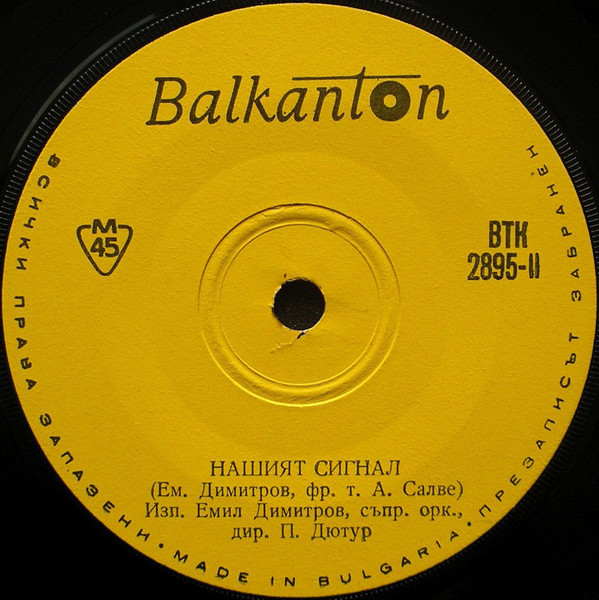 Balkanton
M
45
ВТК
2895-II
НАШИЯТ СИГНАЛ
(Ем. Димитров, фр. т. А. Салве)
Изп. Емил Димитров, съпр. орк.,
дир. П. Дютур
ВСИЧКИ ПРАВА ЗАПАЗЕНИ · MADE IN BULGARIA · ПРЕЗАПИСЪТ ЗАБРАНЕН